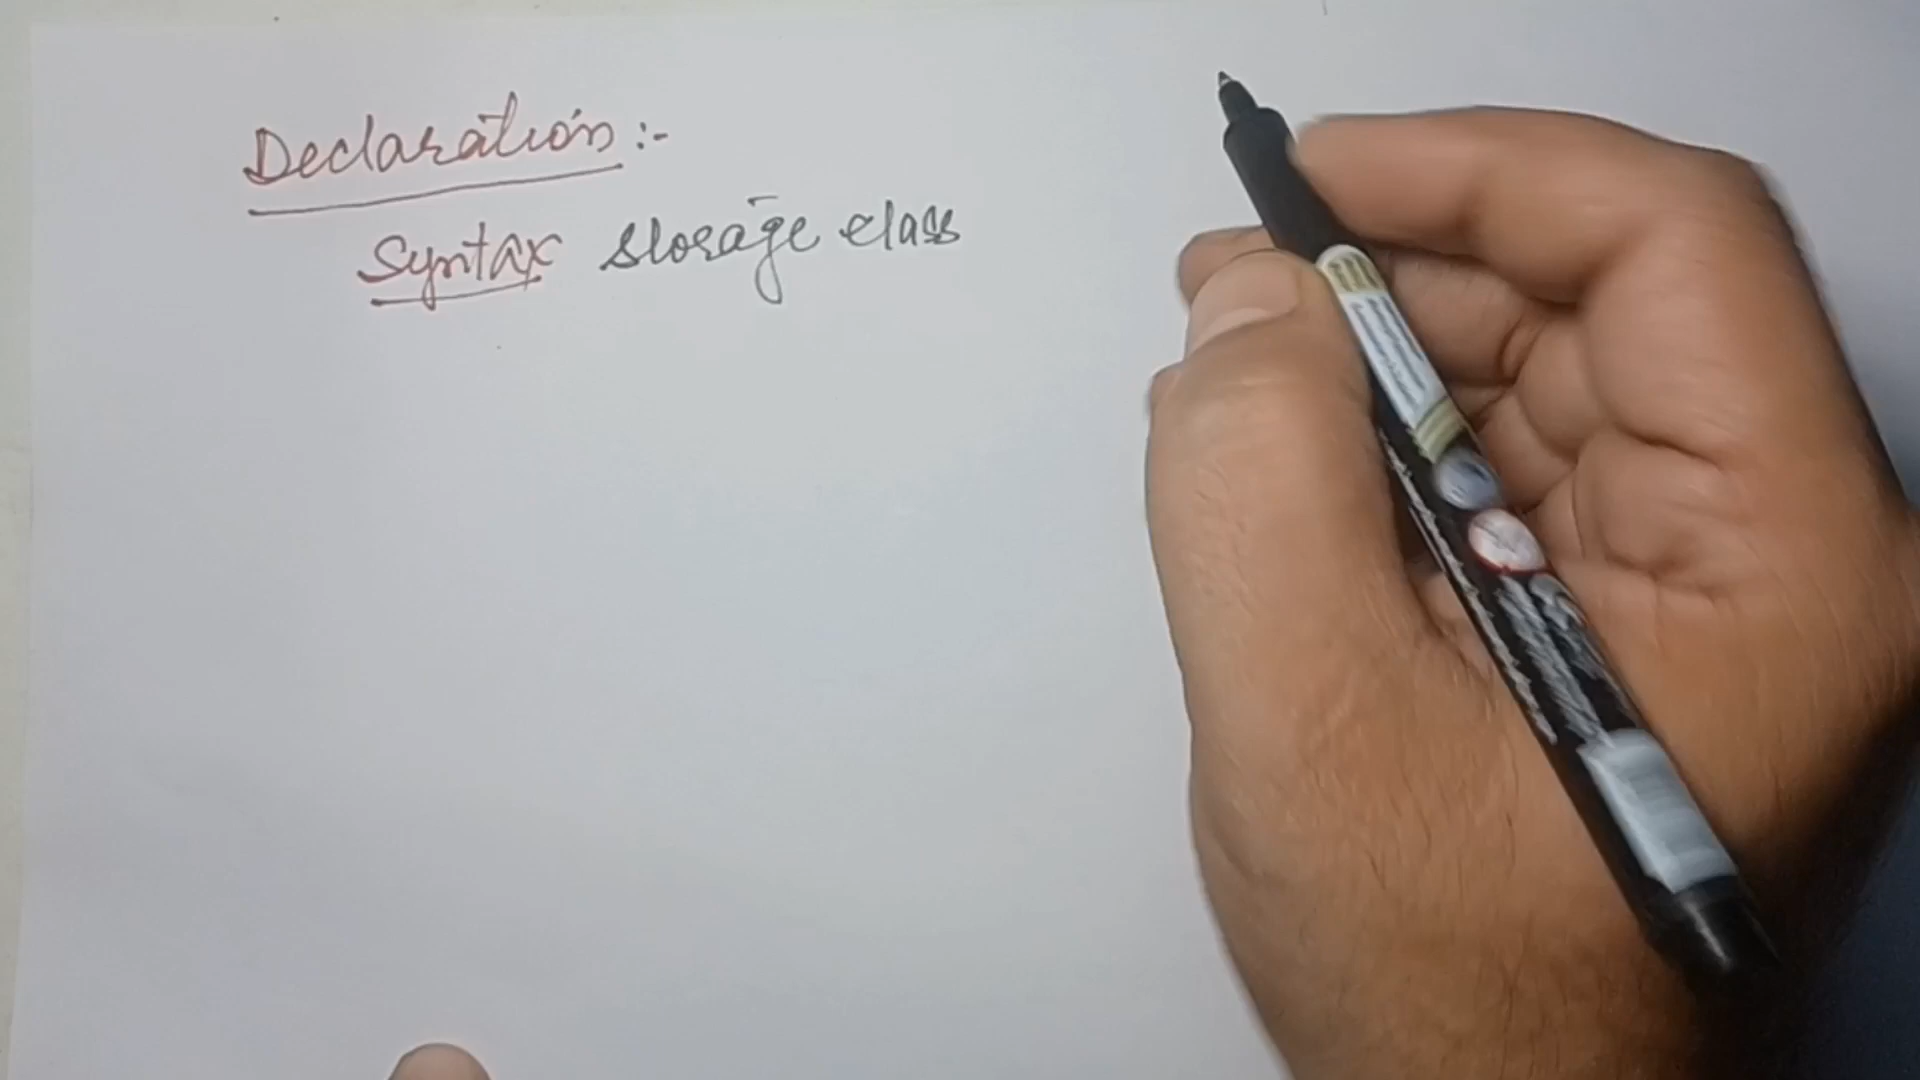 Declaration :-
Syntax storage class